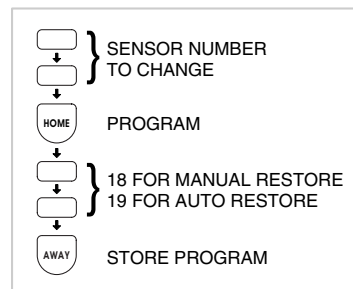 SENSOR NUMBER
TO CHANGE
HOME
PROGRAM
18 FOR MANUAL RESTORE
19 FOR AUTO RESTORE
AWAY
STORE PROGRAM